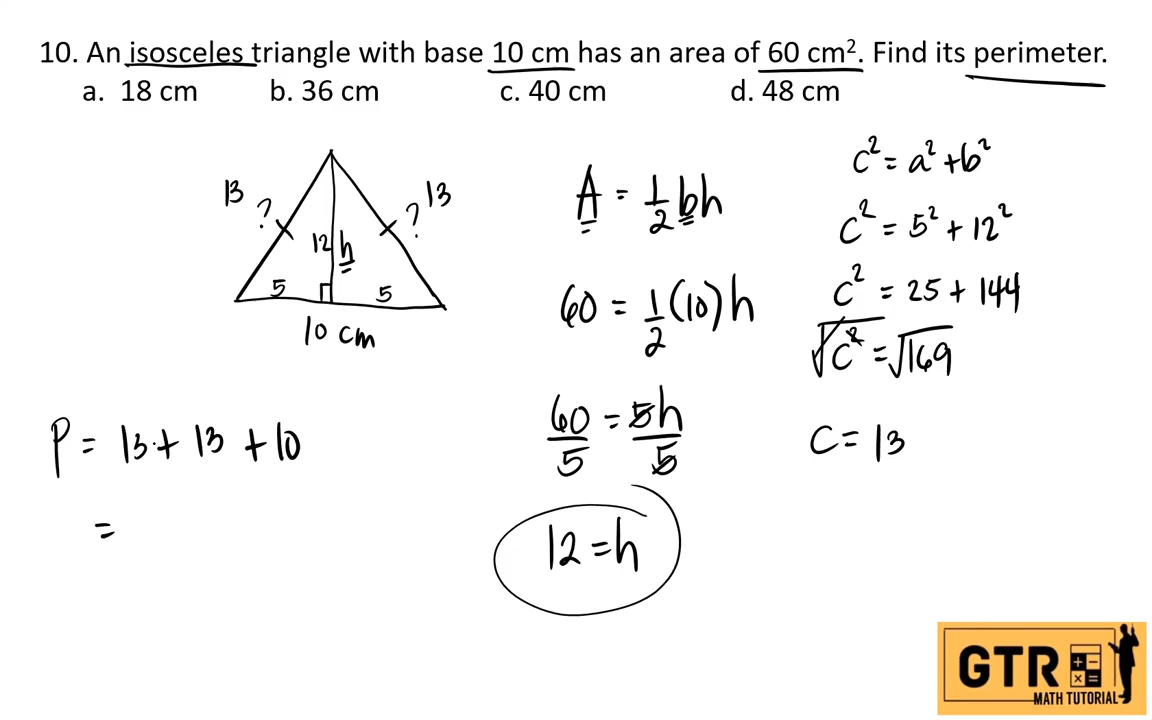 10. An isosceles triangle with base 10 cm has an area of 60 cm². Find its perimeter.
a. 18 cm b. 36 cm c. 40 cm d. 48 cm
13 ? 12 h ? 13
5 5
10 cm
A = 1/2 bh
60 = 1/2 (10) h
60/5 = 5h/5
12 = h
c² = a² + b²
c² = 5² + 12²
c² = 25 + 144
√c² = √169
c = 13
P = 13 + 13 + 10
=
GTR
MATH TUTORIAL